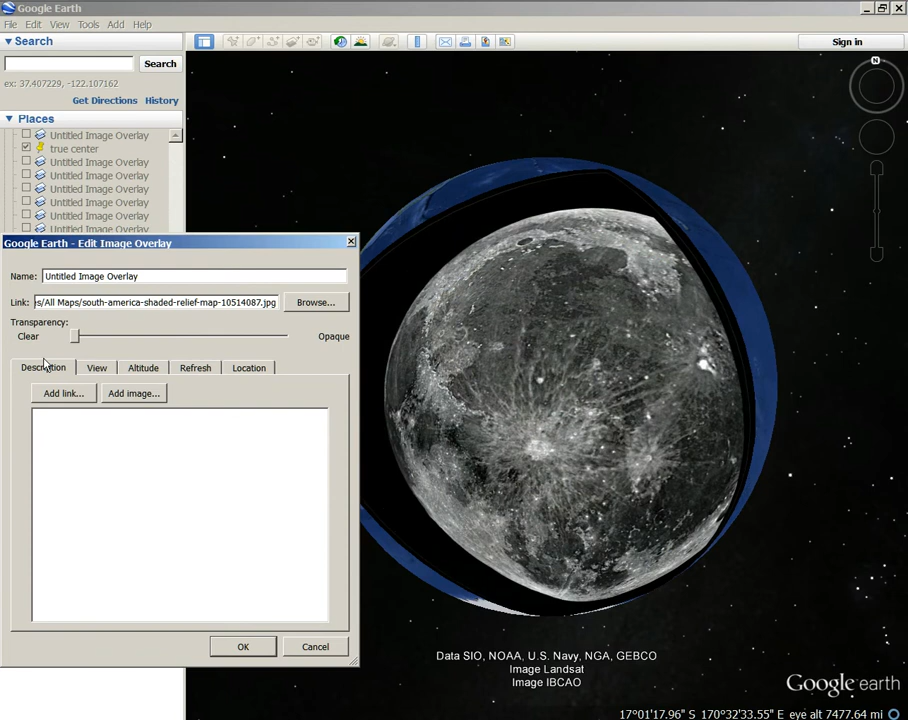 Google Earth
File Edit View Tools Add Help
Search
Sign in
N
Search
ex: 37.407229, -122.107162
Get Directions History
Places
Untitled Image Overlay
true center
Untitled Image Overlay
Untitled Image Overlay
Untitled Image Overlay
Untitled Image Overlay
Untitled Image Overlay
Untitled Image Overlay
Google Earth - Edit Image Overlay
Name: Untitled Image Overlay
Link: es/All Maps/south-america-shaded-relief-map-10514087.jpg Browse...
Transparency:
Clear Opaque
Description View Altitude Refresh Location
Add link... Add image...
OK Cancel
Data SIO, NOAA, U.S. Navy, NGA, GEBCO
Image Landsat
Image IBCAO
Google earth
17°01'17.96" S 170°32'33.55" E eye alt 7477.64 mi